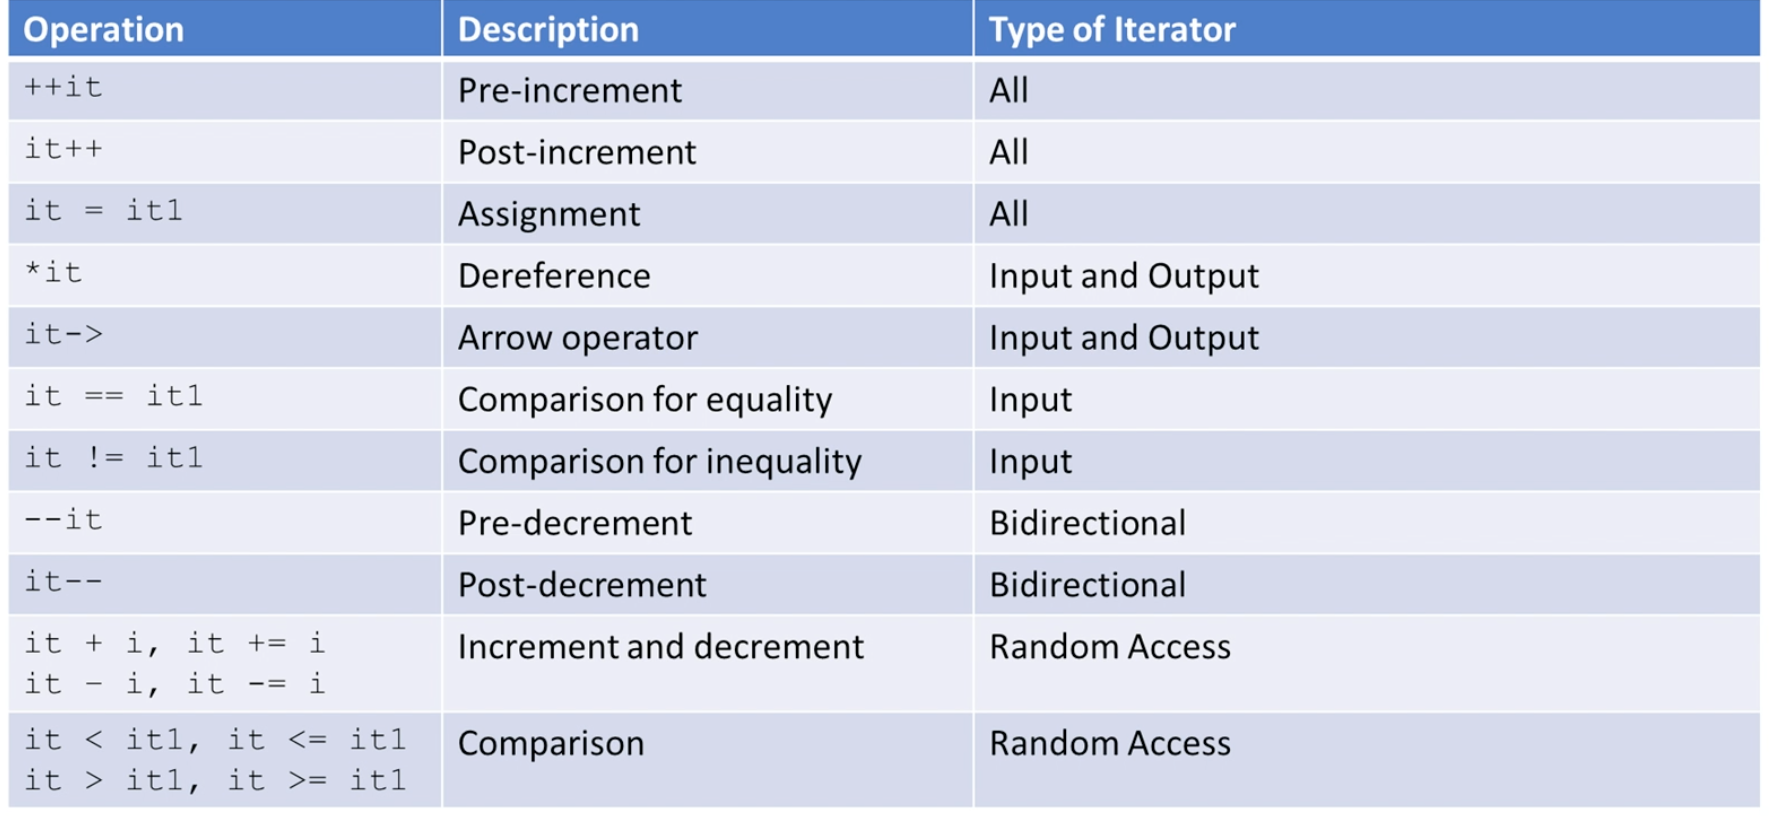 Operation Description Type of Iterator
++it Pre-increment All
it++ Post-increment All
it = it1 Assignment All
*it Dereference Input and Output
it-> Arrow operator Input and Output
it == it1 Comparison for equality Input
it != it1 Comparison for inequality Input
--it Pre-decrement Bidirectional
it-- Post-decrement Bidirectional
it + i, it += i Increment and decrement Random Access
it – i, it -= i
it < it1, it <= it1 Comparison Random Access
it > it1, it >= it1